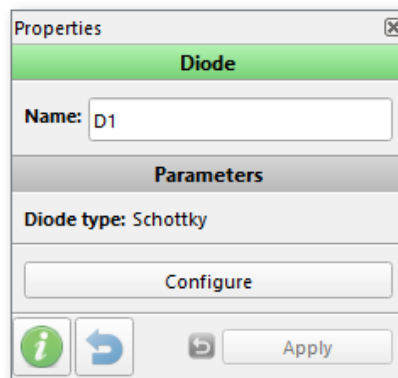 Properties
Diode
Name: D1
Parameters
Diode type: Schottky
Configure
Apply